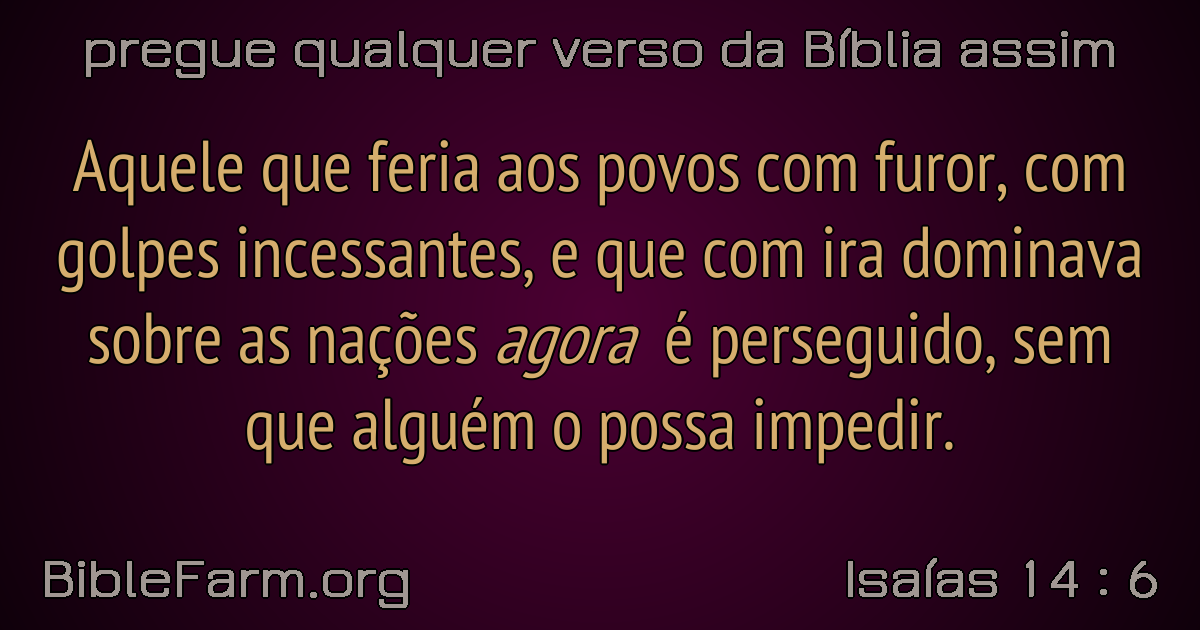 pregue qualquer verso da Bíblia assim
Aquele que feria aos povos com furor, com
golpes incessantes, e que com ira dominava
sobre as nações agora é perseguido, sem
que alguém o possa impedir.
BibleFarm.org
Isaías 14 : 6